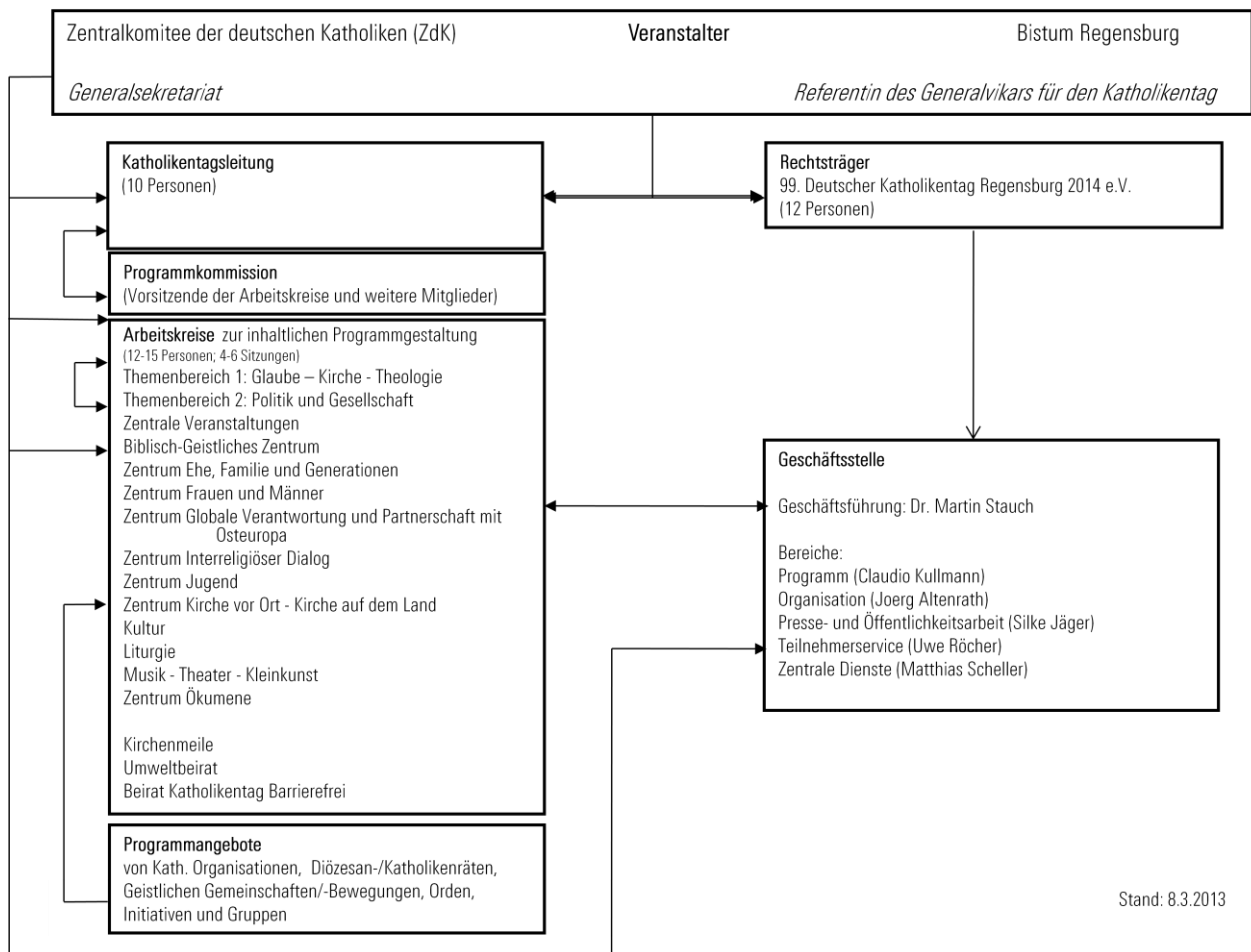 Zentralkomitee der deutschen Katholiken (ZdK) Veranstalter Bistum Regensburg
Generalsekretariat Referentin des Generalvikars für den Katholikentag
Katholikentagsleitung
(10 Personen)
Rechtsträger
99. Deutscher Katholikentag Regensburg 2014 e.V.
(12 Personen)
Programmkommission
(Vorsitzende der Arbeitskreise und weitere Mitglieder)
Arbeitskreise zur inhaltlichen Programmgestaltung
(12-15 Personen; 4-6 Sitzungen)
Themenbereich 1: Glaube – Kirche - Theologie
Themenbereich 2: Politik und Gesellschaft
Zentrale Veranstaltungen
Biblisch-Geistliches Zentrum
Zentrum Ehe, Familie und Generationen
Zentrum Frauen und Männer
Zentrum Globale Verantwortung und Partnerschaft mit
Osteuropa
Zentrum Interreligiöser Dialog
Zentrum Jugend
Zentrum Kirche vor Ort - Kirche auf dem Land
Kultur
Liturgie
Musik - Theater - Kleinkunst
Zentrum Ökumene
Kirchenmeile
Umweltbeirat
Beirat Katholikentag Barrierefrei
Geschäftsstelle
Geschäftsführung: Dr. Martin Stauch
Bereiche:
Programm (Claudio Kullmann)
Organisation (Joerg Altenrath)
Presse- und Öffentlichkeitsarbeit (Silke Jäger)
Teilnehmerservice (Uwe Röcher)
Zentrale Dienste (Matthias Scheller)
Programmangebote
von Kath. Organisationen, Diözesan-/Katholikenräten,
Geistlichen Gemeinschaften/-Bewegungen, Orden,
Initiativen und Gruppen
Stand: 8.3.2013